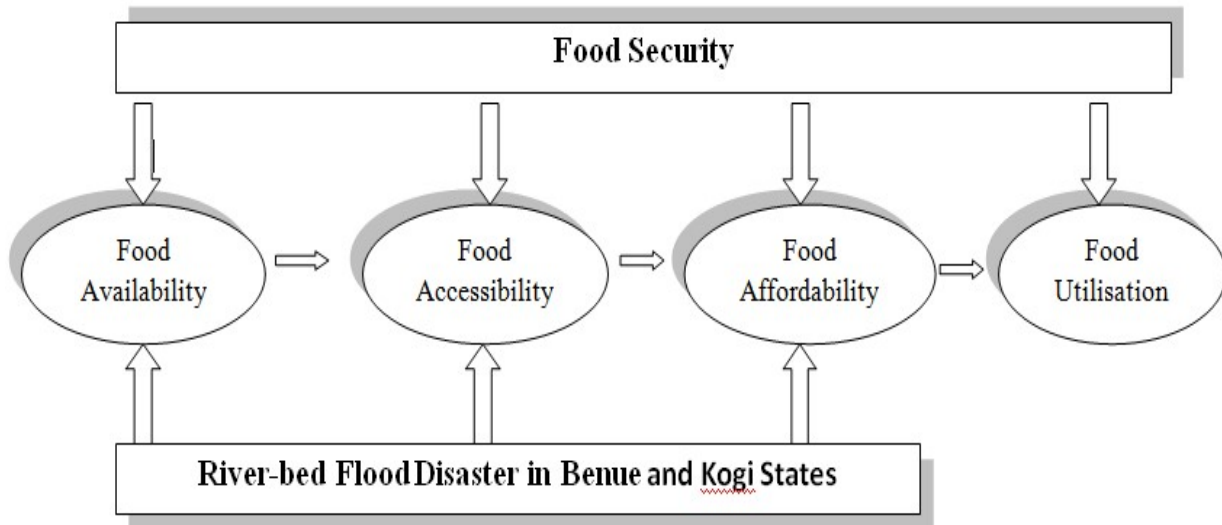 Food Security
Food
Availability
Food
Accessibility
Food
Affordability
Food
Utilisation
River-bed Flood Disaster in Benue and Kogi States